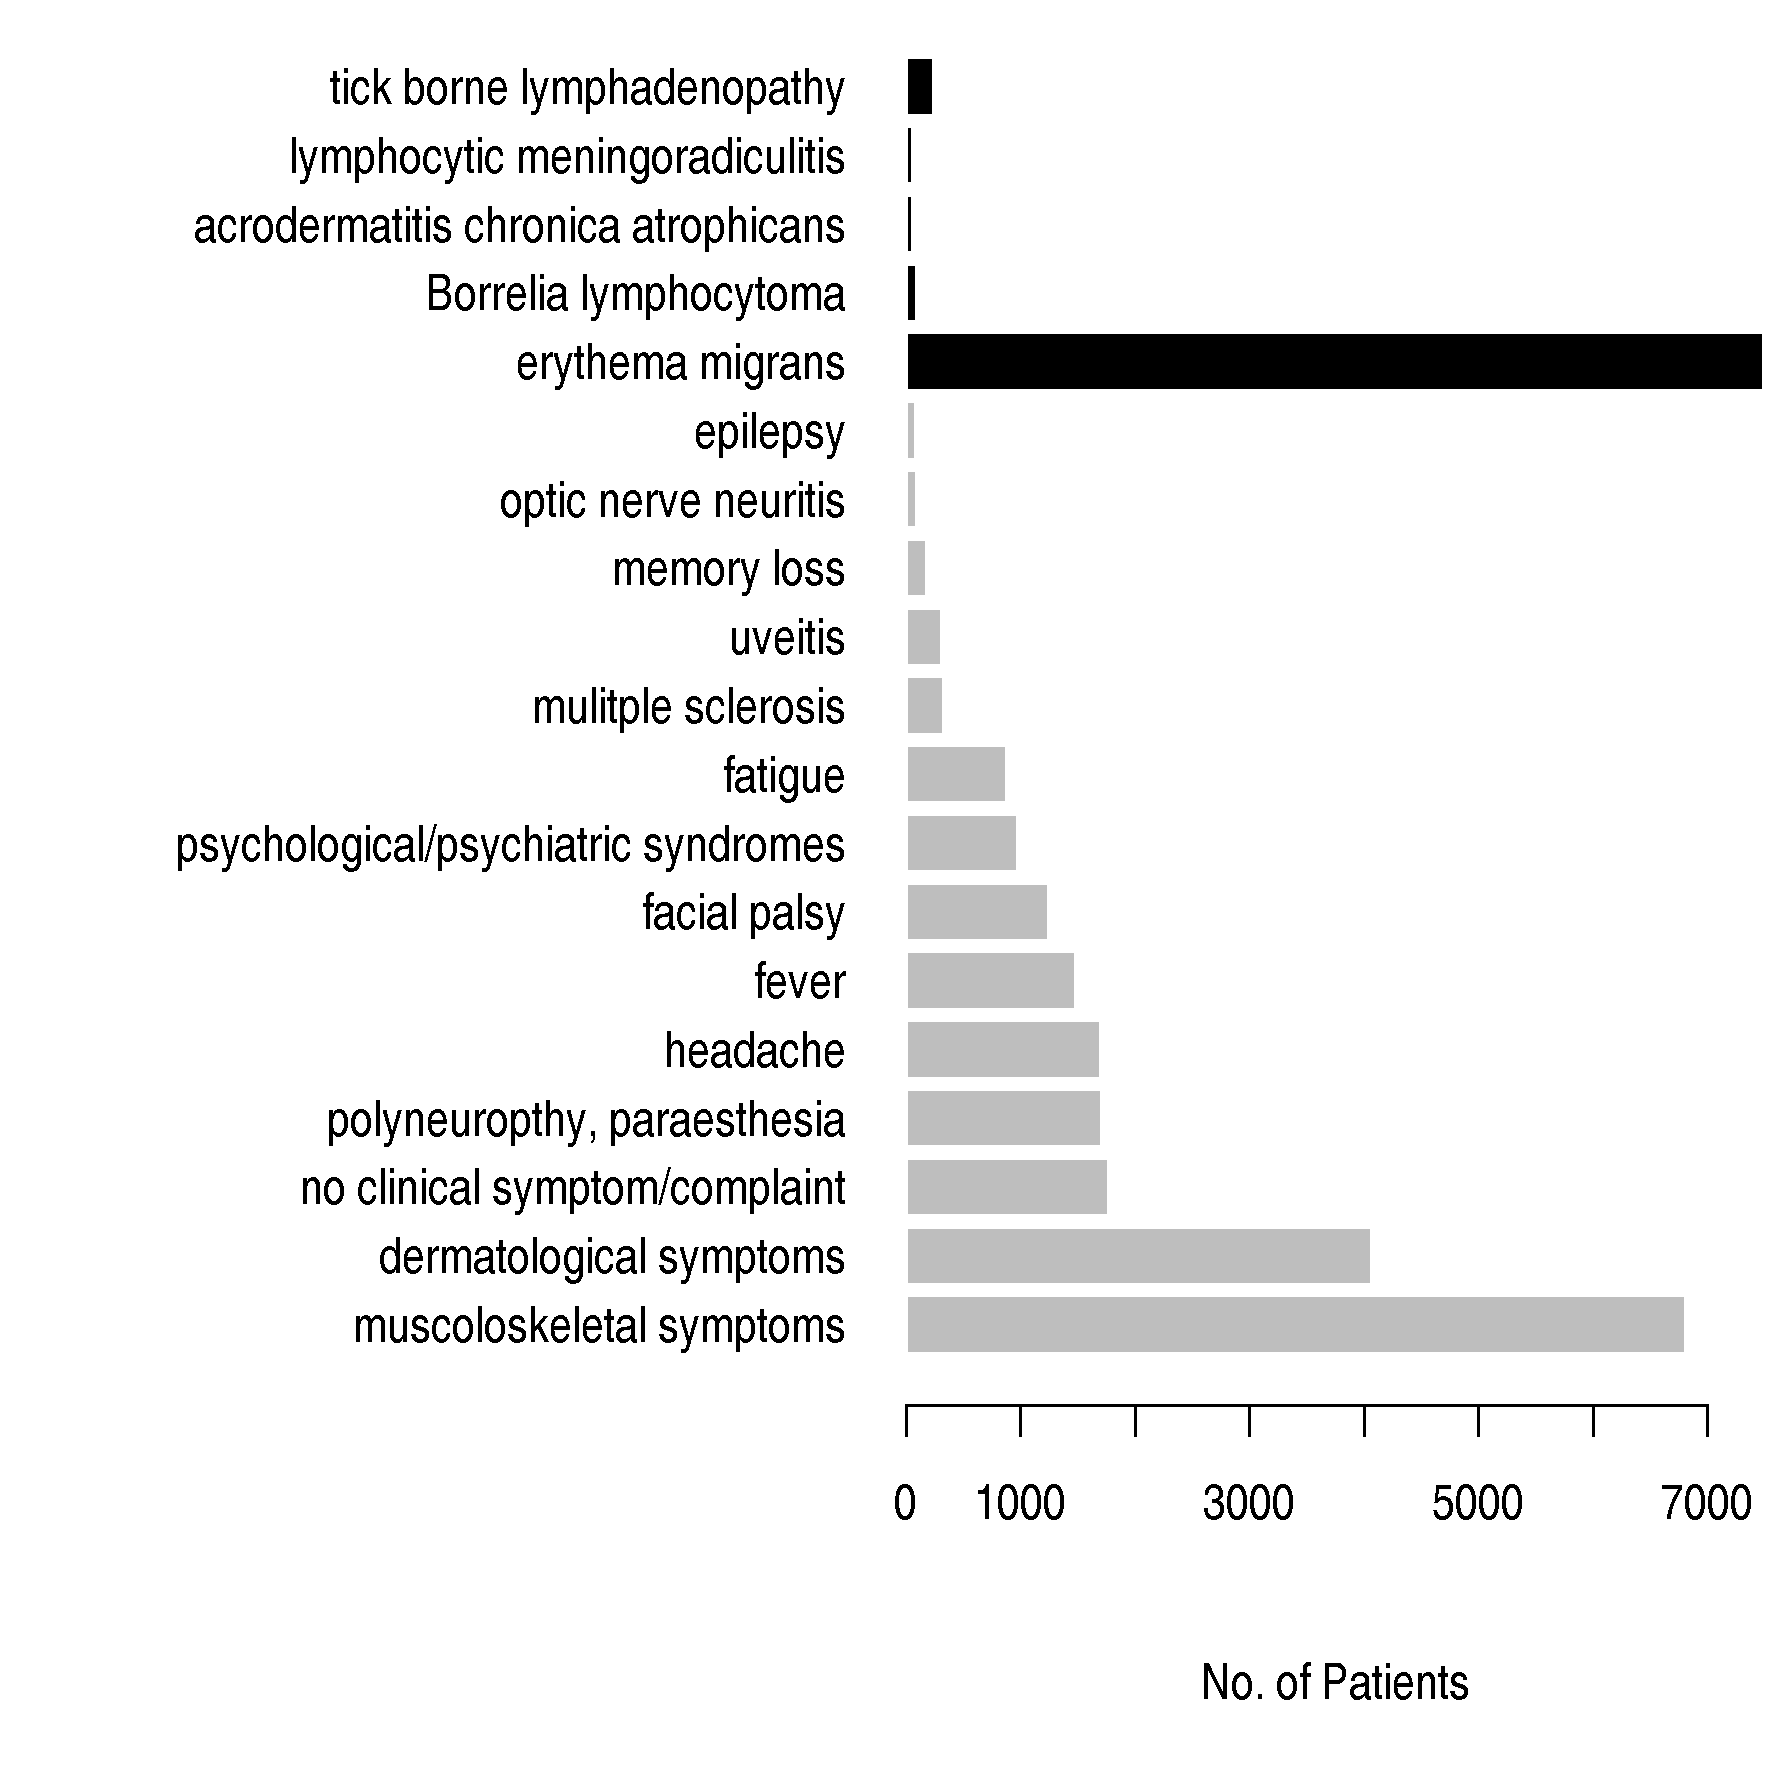 tick borne lymphadenopathy
lymphocytic meningoradiculitis
acrodermatitis chronica atrophicans
Borrelia lymphocytoma
erythema migrans
epilepsy
optic nerve neuritis
memory loss
uveitis
mulitple sclerosis
fatigue
psychological/psychiatric syndromes
facial palsy
fever
headache
polyneuropthy, paraesthesia
no clinical symptom/complaint
dermatological symptoms
muscoloskeletal symptoms
0 1000 3000 5000 7000
No. of Patients